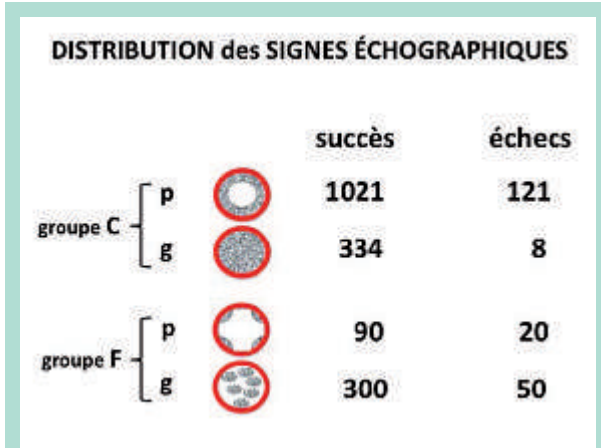 DISTRIBUTION des SIGNES ÉCHOGRAPHIQUES
succès échecs
groupe C
p 1021 121
g 334 8
groupe F
p 90 20
g 300 50